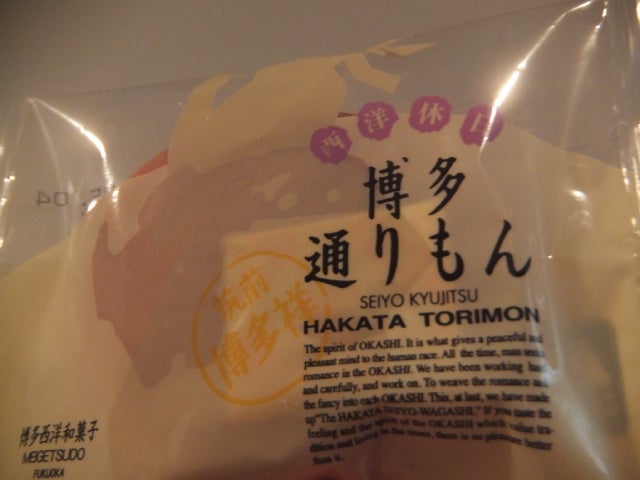 西洋休日
博多
通りもん
SEIYO KYUJITSU
HAKATA TORIMON
The spirit of OKASHI. It is what gives a peaceful and
pleasant mind to the human race. All the time, man seeks
romance in the OKASHI. We have been working hard
and carefully, and work on. To weave the romance and
the fancy into each OKASHI. This, at last, we have made
up"The HAKATA SEIYO-WAGASHI." If you taste the
feeling and the spirit of the OKASHI which value tra-
dition and living in the times, there is no pleasure better
than it.
筑前
博多祥
博多西洋和菓子
MEIGETSUDO
FUKUOKA